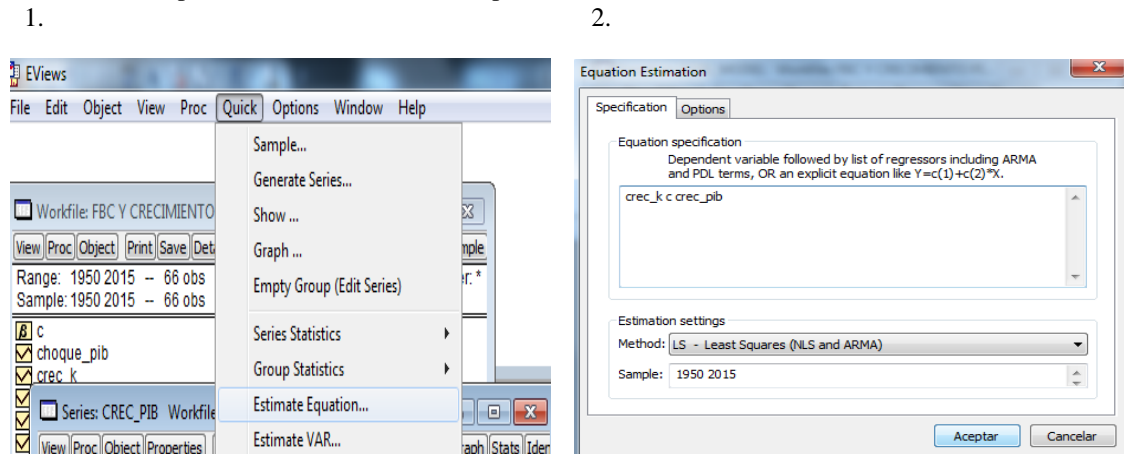 1.
2.
EViews
File Edit Object View Proc Quick Options Window Help
Sample...
Generate Series...
Show ...
Graph ...
Empty Group (Edit Series)
Series Statistics
Group Statistics
Estimate Equation...
Estimate VAR...
Workfile: FBC Y CRECIMIENTO
View Proc Object Print Save
Range: 1950 2015 -- 66 obs
Sample: 1950 2015 -- 66 obs
β c
choque_pib
crec_k
Series: CREC_PIB Workfile
View Proc Object Properties
Stats
Equation Estimation
Specification Options
Equation specification
Dependent variable followed by list of regressors including ARMA
and PDL terms, OR an explicit equation like Y=c(1)+c(2)*X.
crec_k c crec_pib
Estimation settings
Method: LS - Least Squares (NLS and ARMA)
Sample: 1950 2015
Aceptar Cancelar